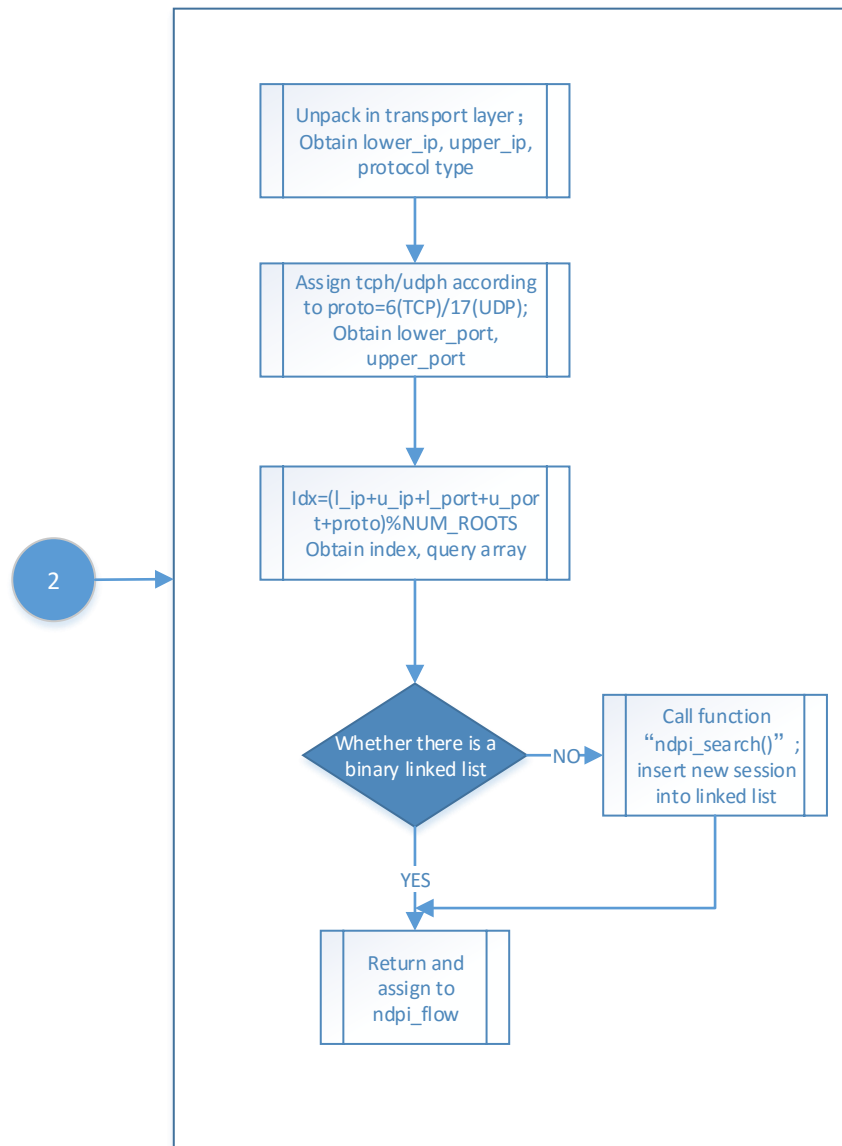 Unpack in transport layer；
Obtain lower_ip, upper_ip,
protocol type
Assign tcph/udph according
to proto=6(TCP)/17(UDP);
Obtain lower_port,
upper_port
Idx=(l_ip+u_ip+l_port+u_por
t+proto)%NUM_ROOTS
Obtain index, query array
2
Whether there is a
binary linked list
NO
Call function
“ndpi_search()”;
insert new session
into linked list
YES
Return and
assign to
ndpi_flow